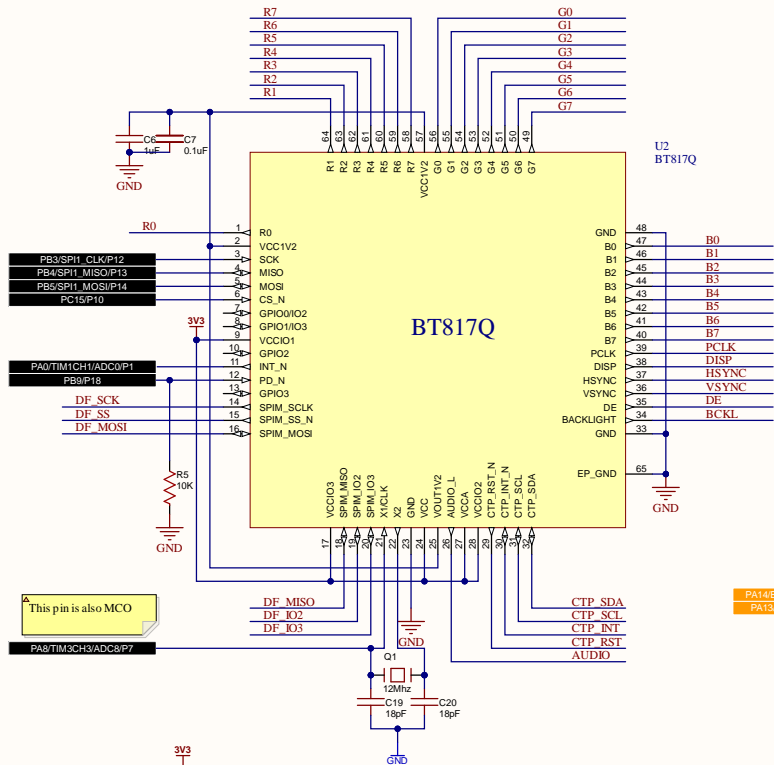 R7
R6
R5
R4
R3
R2
R1
G0
G1
G2
G3
G4
G5
G6
G7
C6
1uF
C7
0.1uF
GND
64 63 62 61 60 59 58 57 56 55 54 53 52 51 50 49
R1 R2 R3 R4 R5 R6 R7 VCC1V2 G0 G1 G2 G3 G4 G5 G6 G7
U2
BT817Q
R0
1 R0
2 VCC1V2
PB3/SPI1_CLK/P12 3 SCK
PB4/SPI1_MISO/P13 4 MISO
PB5/SPI1_MOSI/P14 5 MOSI
PC15/P10 6 CS_N
7 GPIO0/IO2
8 GPIO1/IO3
3V3
9 VCCIO1
10 GPIO2
PA0/TIM1CH1/ADC0/P1 11 INT_N
PB9/P18 12 PD_N
13 GPIO3
DF_SCK 14 SPIM_SCLK
DF_SS 15 SPIM_SS_N
DF_MOSI 16 SPIM_MOSI
BT817Q
GND 48
B0 47 B0
B1 46 B1
B2 45 B2
B3 44 B3
B4 43 B4
B5 42 B5
B6 41 B6
B7 40 B7
PCLK 39 PCLK
DISP 38 DISP
HSYNC 37 HSYNC
VSYNC 36 VSYNC
DE 35 DE
BACKLIGHT 34 BCKL
GND 33
EP_GND 65
GND
R5
10K
GND
VCCIO3 SPIM_MISO SPIM_IO2 SPIM_IO3 X1/CLK X2 GND VCC VOUT1V2 AUDIO_L VCCA VCCIO2 CTP_RST_N CTP_INT_N CTP_SCL CTP_SDA
17 18 19 20 21 22 23 24 25 26 27 28 29 30 31 32
This pin is also MCO
PA8/TIM3CH3/ADC8/P7
DF_MISO
DF_IO2
DF_IO3
GND
CTP_SDA
CTP_SCL
CTP_INT
CTP_RST
AUDIO
Q1
12Mhz
C19
18pF
C20
18pF
GND
3V3